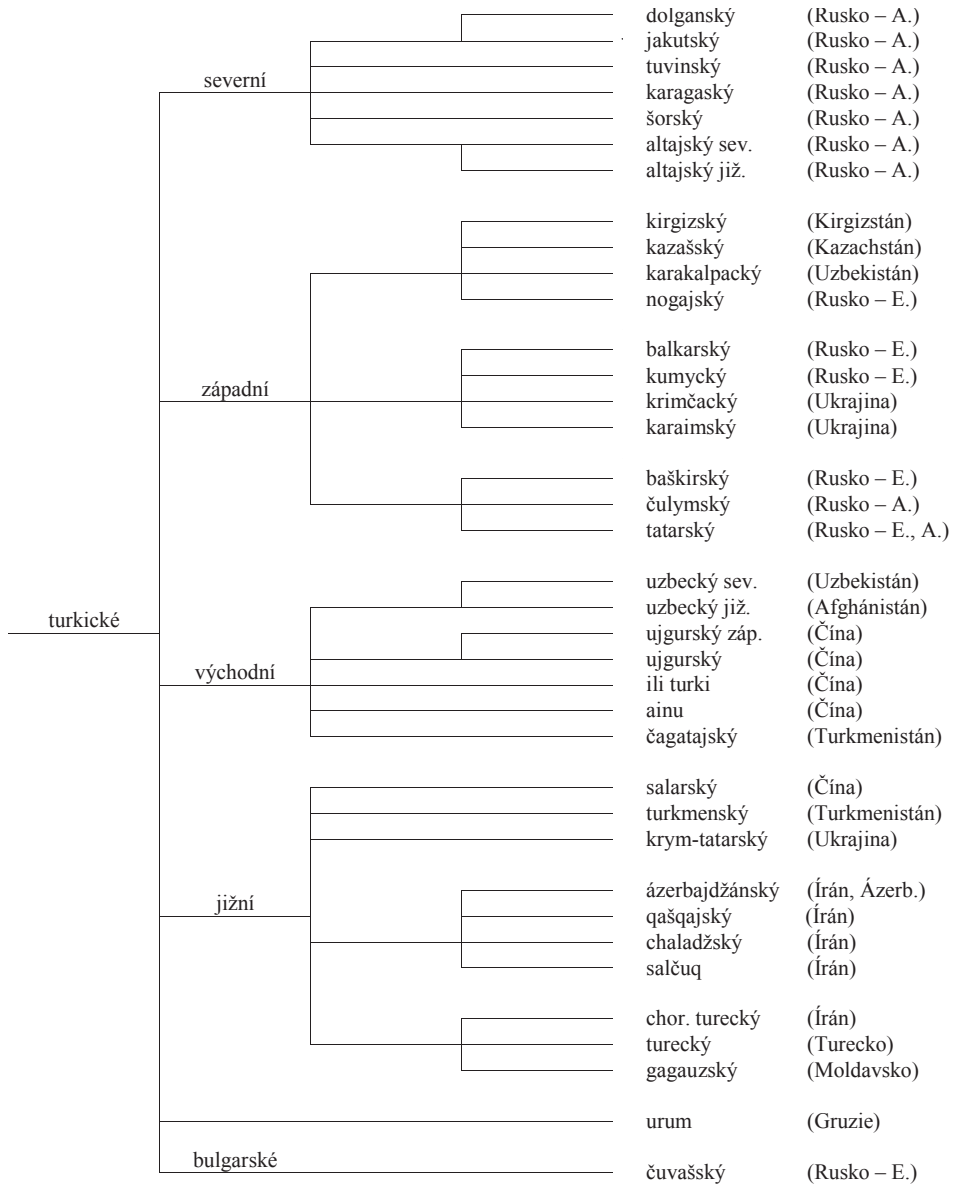 dolganský (Rusko – A.)
jakutský (Rusko – A.)
tuvinský (Rusko – A.)
severní
karagaský (Rusko – A.)
šorský (Rusko – A.)
altajský sev. (Rusko – A.)
altajský již. (Rusko – A.)
kirgizský (Kirgizstán)
kazašský (Kazachstán)
karakalpacký (Uzbekistán)
nogajský (Rusko – E.)
balkarský (Rusko – E.)
kumycký (Rusko – E.)
západní
krimčacký (Ukrajina)
karaimský (Ukrajina)
baškirský (Rusko – E.)
čulymský (Rusko – A.)
tatarský (Rusko – E., A.)
uzbecký sev. (Uzbekistán)
uzbecký již. (Afghánistán)
turkické
ujgurský záp. (Čína)
ujgurský (Čína)
východní
ili turki (Čína)
ainu (Čína)
čagatajský (Turkmenistán)
salarský (Čína)
turkmenský (Turkmenistán)
krym-tatarský (Ukrajina)
ázerbajdžánský (Írán, Ázerb.)
jižní
qašqajský (Írán)
chaladžský (Írán)
salčuq (Írán)
chor. turecký (Írán)
turecký (Turecko)
gagauzský (Moldavsko)
urum (Gruzie)
bulgarské
čuvašský (Rusko – E.)